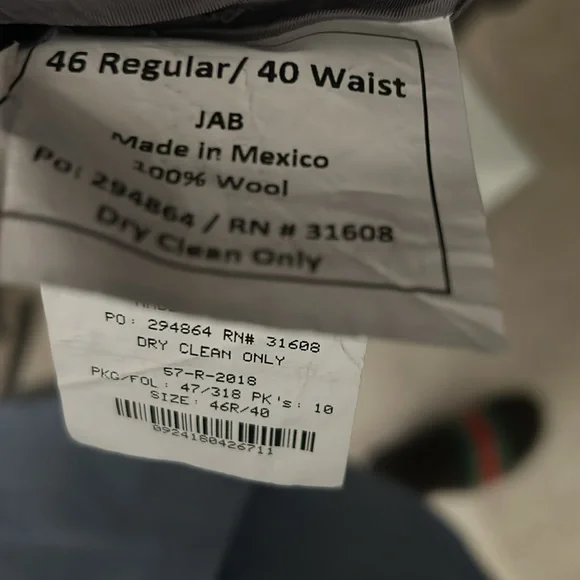 46 Regular/ 40 Waist
JAB
Made in Mexico
100% Wool
Po: 294864 / RN # 31608
Dry Clean Only
PO: 294864 RN# 31608
DRY CLEAN ONLY
57-R-2018
PKG/FOL: 47/318 PK's: 10
SIZE: 46R/40
0924180426711